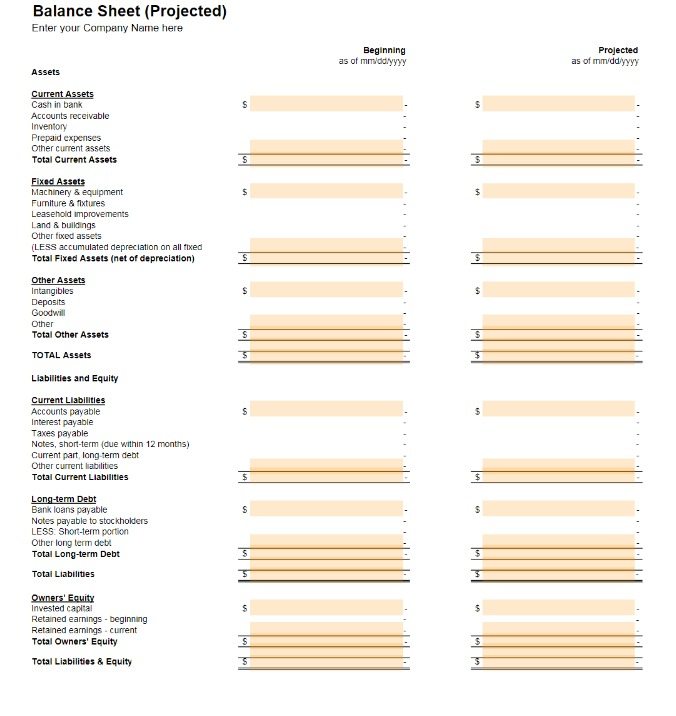 Balance Sheet (Projected)
Enter your Company Name here
Beginning Projected
as of mm/dd/yyyy as of mm/dd/yyyy
Assets
Current Assets
Cash in bank $ - $ -
Accounts receivable - -
Inventory - -
Prepaid expenses - -
Other current assets - -
Total Current Assets $ - $ -
Fixed Assets
Machinery & equipment $ - $ -
Furniture & fixtures - -
Leasehold improvements - -
Land & buildings - -
Other fixed assets - -
(LESS accumulated depreciation on all fixed - -
Total Fixed Assets (net of depreciation) $ - $ -
Other Assets
Intangibles $ - $ -
Deposits - -
Goodwill - -
Other - -
Total Other Assets $ - $ -
TOTAL Assets $ - $ -
Liabilities and Equity
Current Liabilities
Accounts payable $ - $ -
Interest payable - -
Taxes payable - -
Notes, short-term (due within 12 months) - -
Current part, long-term debt - -
Other current liabilities - -
Total Current Liabilities $ - $ -
Long-term Debt
Bank loans payable $ - $ -
Notes payable to stockholders - -
LESS: Short-term portion - -
Other long term debt - -
Total Long-term Debt $ - $ -
Total Liabilities $ - $ -
Owners' Equity
Invested capital $ - $ -
Retained earnings - beginning - -
Retained earnings - current - -
Total Owners' Equity $ - $ -
Total Liabilities & Equity $ - $ -